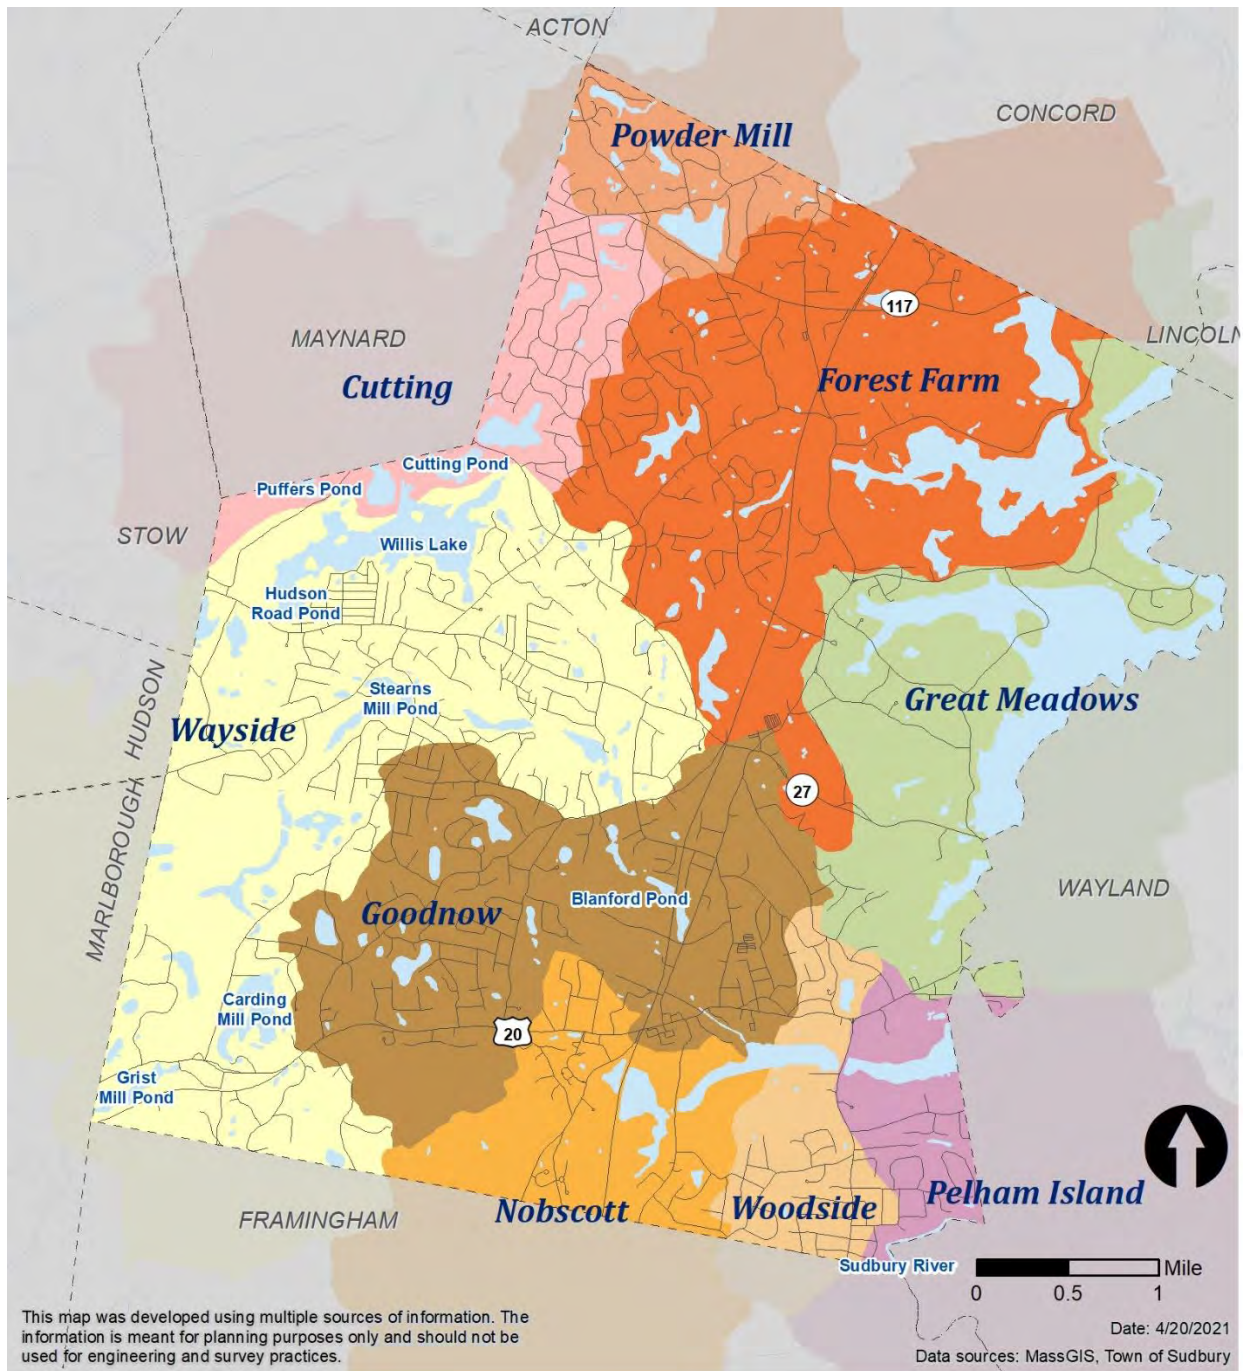 ACTON
CONCORD
Powder Mill
117
LINCOLN
MAYNARD
Forest Farm
Cutting
Cutting Pond
Puffers Pond
STOW
Willis Lake
Hudson
Road Pond
Stearns
Mill Pond
Great Meadows
Wayside
HUDSON
MARLBOROUGH
27
WAYLAND
Blanford Pond
Goodnow
Carding
Mill Pond
20
Grist
Mill Pond
Pelham Island
Woodside
Nobscott
FRAMINGHAM
Sudbury River
Mile
0 0.5 1
This map was developed using multiple sources of information. The
information is meant for planning purposes only and should not be
used for engineering and survey practices.
Date: 4/20/2021
Data sources: MassGIS, Town of Sudbury